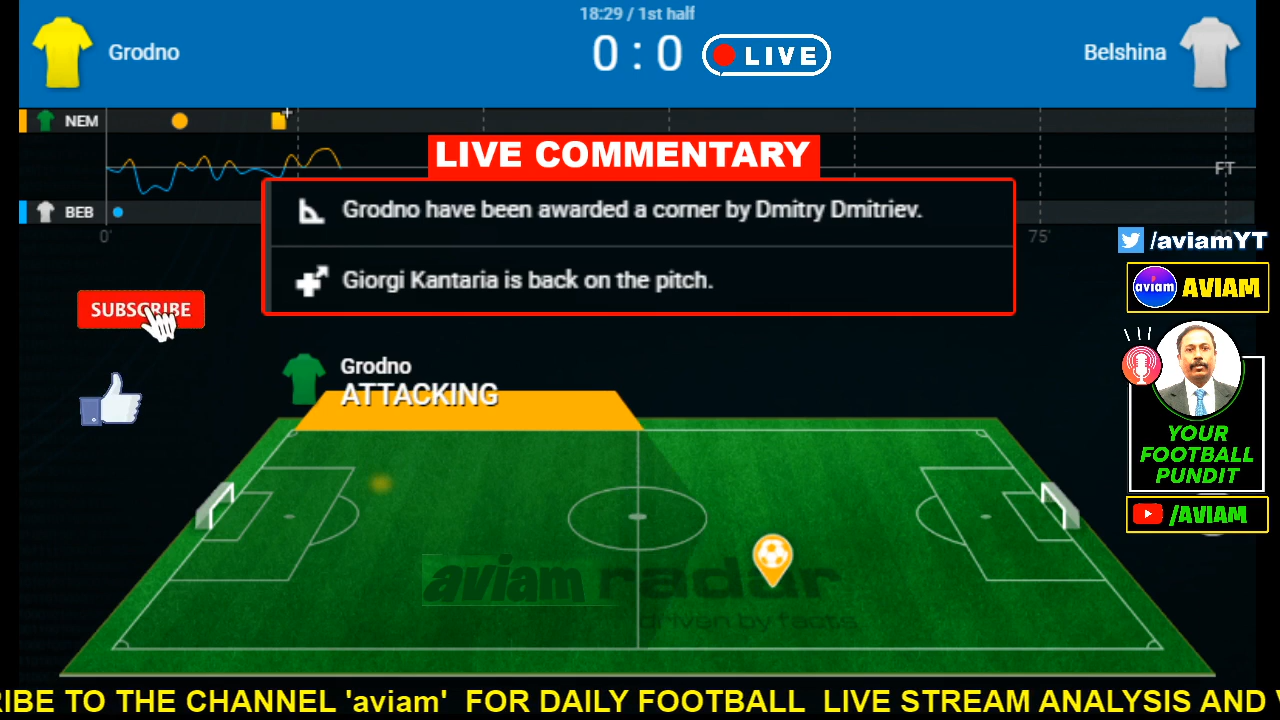 18:29 / 1st half
Grodno
0 : 0
LIVE
Belshina
NEM
LIVE COMMENTARY
FT
Grodno have been awarded a corner by Dmitry Dmitriev.
BEB
0'
75'
/aviamYT
Giorgi Kantaria is back on the pitch.
aviam AVIAM
SUBSCRIBE
Grodno
ATTACKING
YOUR
FOOTBALL
PUNDIT
/AVIAM
aviam radar
driven by facts
RIBE TO THE CHANNEL 'aviam' FOR DAILY FOOTBALL LIVE STREAM ANALYSIS AND